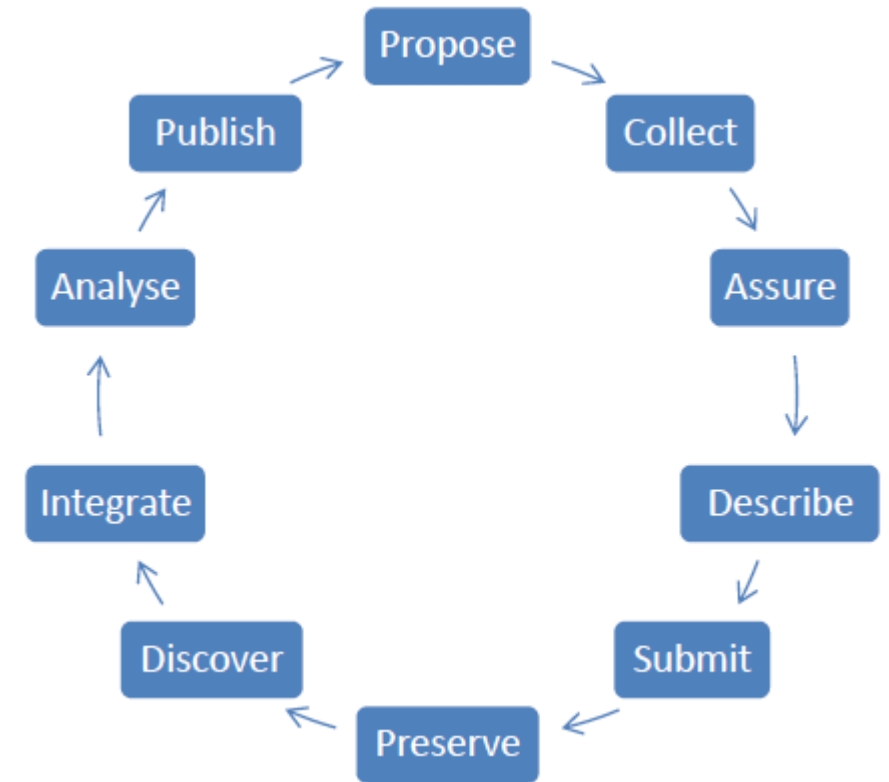 Propose
Collect
Assure
Describe
Submit
Preserve
Discover
Integrate
Analyse
Publish